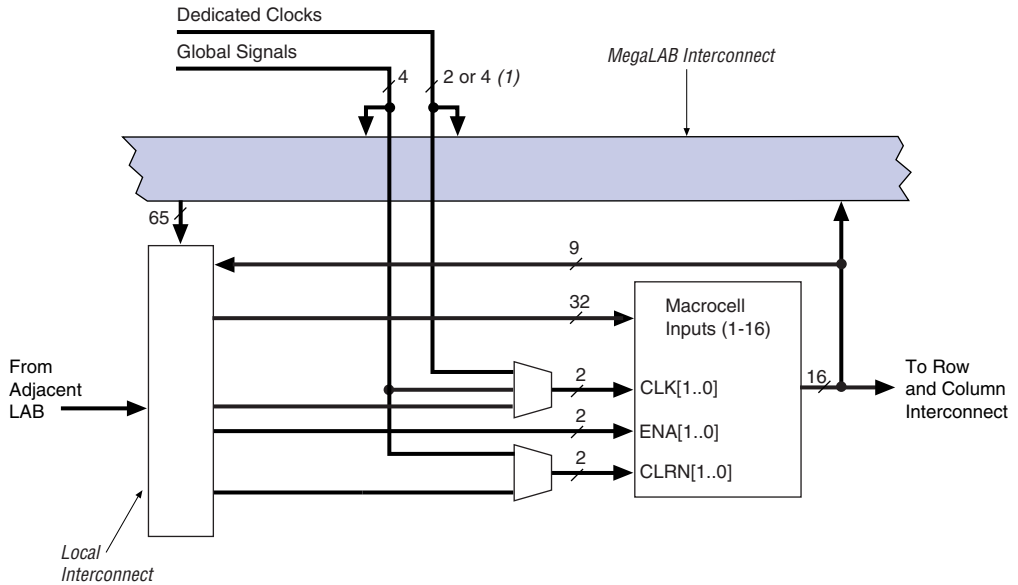 Dedicated Clocks
Global Signals
4
2 or 4 (1)
MegaLAB Interconnect
65
9
32
Macrocell
Inputs (1-16)
From
Adjacent
LAB
2
CLK[1..0]
16
To Row
and Column
Interconnect
2
ENA[1..0]
2
CLRN[1..0]
Local
Interconnect